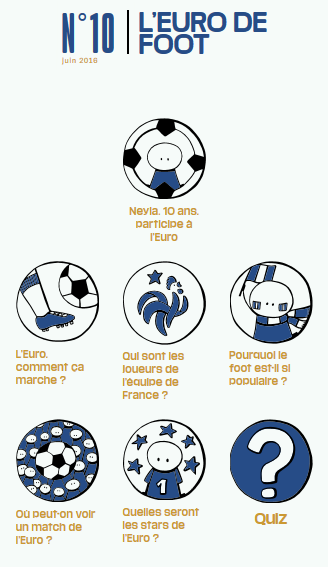 N°10
juin 2016
L'EURO DE
FOOT
Neyla, 10 ans,
participe à
l'Euro
L'Euro,
comment ça
marche ?
Qui sont les
joueurs de
l'équipe de
France ?
Pourquoi le
foot est-il si
populaire ?
Où peut-on voir
un match de
l'Euro ?
1
Quelles seront
les stars de
l'Euro ?
?
Quiz